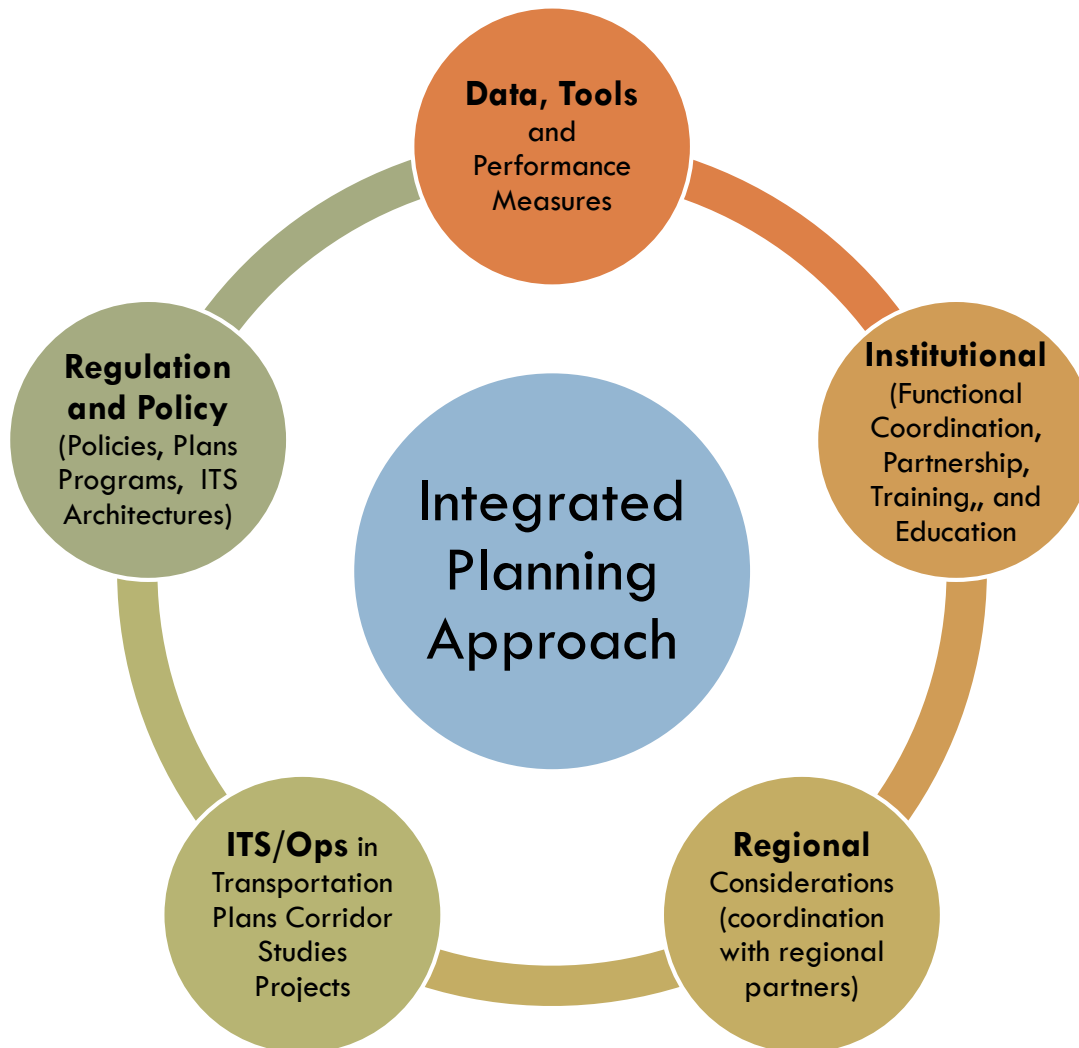 Data, Tools
and
Performance
Measures
Institutional
(Functional
Coordination,
Partnership,
Training,, and
Education
Regional
Considerations
(coordination
with regional
partners)
ITS/Ops in
Transportation
Plans Corridor
Studies
Projects
Regulation
and Policy
(Policies, Plans
Programs, ITS
Architectures)
Integrated
Planning
Approach